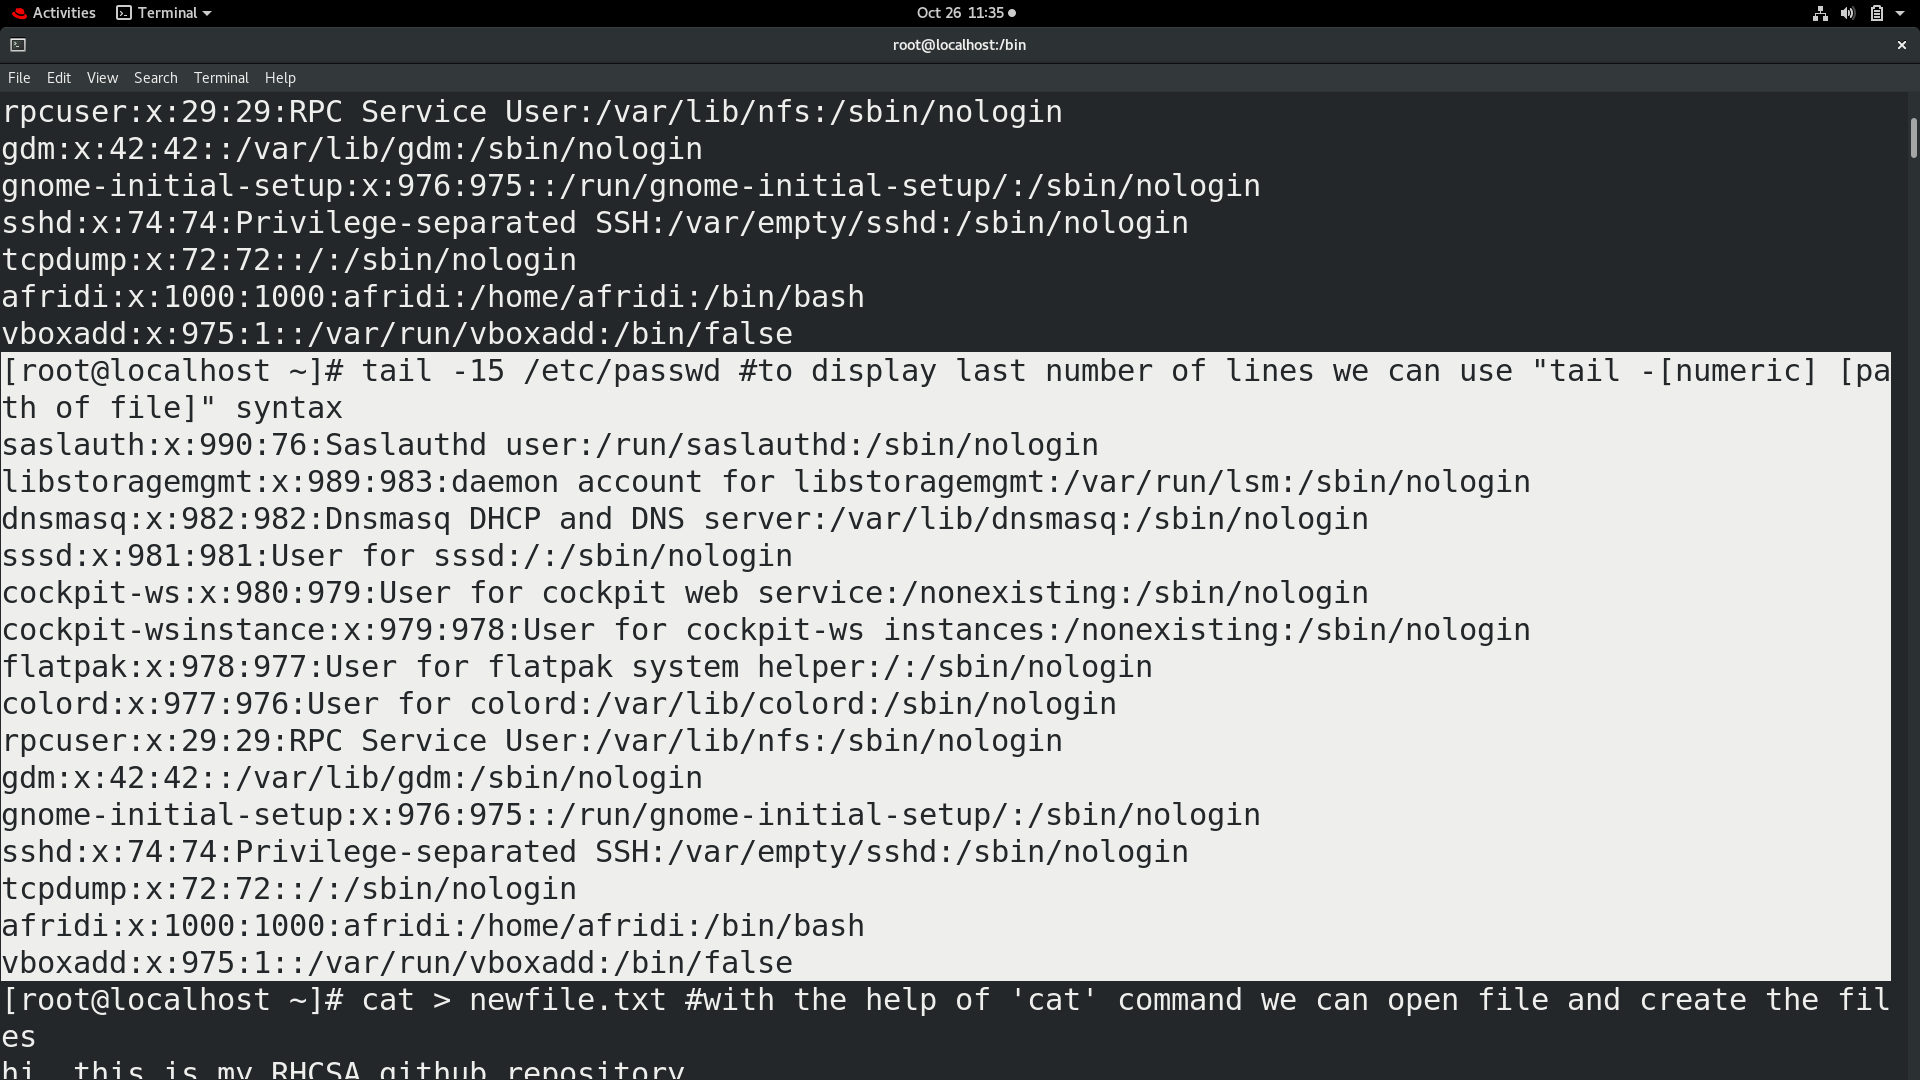 Activities Terminal Oct 26 11:35
root@localhost:/bin
File Edit View Search Terminal Help
rpcuser:x:29:29:RPC Service User:/var/lib/nfs:/sbin/nologin
gdm:x:42:42::/var/lib/gdm:/sbin/nologin
gnome-initial-setup:x:976:975::/run/gnome-initial-setup/:/sbin/nologin
sshd:x:74:74:Privilege-separated SSH:/var/empty/sshd:/sbin/nologin
tcpdump:x:72:72::/:/sbin/nologin
afridi:x:1000:1000:afridi:/home/afridi:/bin/bash
vboxadd:x:975:1::/var/run/vboxadd:/bin/false
[root@localhost ~]# tail -15 /etc/passwd #to display last number of lines we can use "tail -[numeric] [pa
th of file]" syntax
saslauth:x:990:76:Saslauthd user:/run/saslauthd:/sbin/nologin
libstoragemgmt:x:989:983:daemon account for libstoragemgmt:/var/run/lsm:/sbin/nologin
dnsmasq:x:982:982:Dnsmasq DHCP and DNS server:/var/lib/dnsmasq:/sbin/nologin
sssd:x:981:981:User for sssd:/:/sbin/nologin
cockpit-ws:x:980:979:User for cockpit web service:/nonexisting:/sbin/nologin
cockpit-wsinstance:x:979:978:User for cockpit-ws instances:/nonexisting:/sbin/nologin
flatpak:x:978:977:User for flatpak system helper:/:/sbin/nologin
colord:x:977:976:User for colord:/var/lib/colord:/sbin/nologin
rpcuser:x:29:29:RPC Service User:/var/lib/nfs:/sbin/nologin
gdm:x:42:42::/var/lib/gdm:/sbin/nologin
gnome-initial-setup:x:976:975::/run/gnome-initial-setup/:/sbin/nologin
sshd:x:74:74:Privilege-separated SSH:/var/empty/sshd:/sbin/nologin
tcpdump:x:72:72::/:/sbin/nologin
afridi:x:1000:1000:afridi:/home/afridi:/bin/bash
vboxadd:x:975:1::/var/run/vboxadd:/bin/false
[root@localhost ~]# cat > newfile.txt #with the help of 'cat' command we can open file and create the fil
es
hi, this is my RHCSA github repository